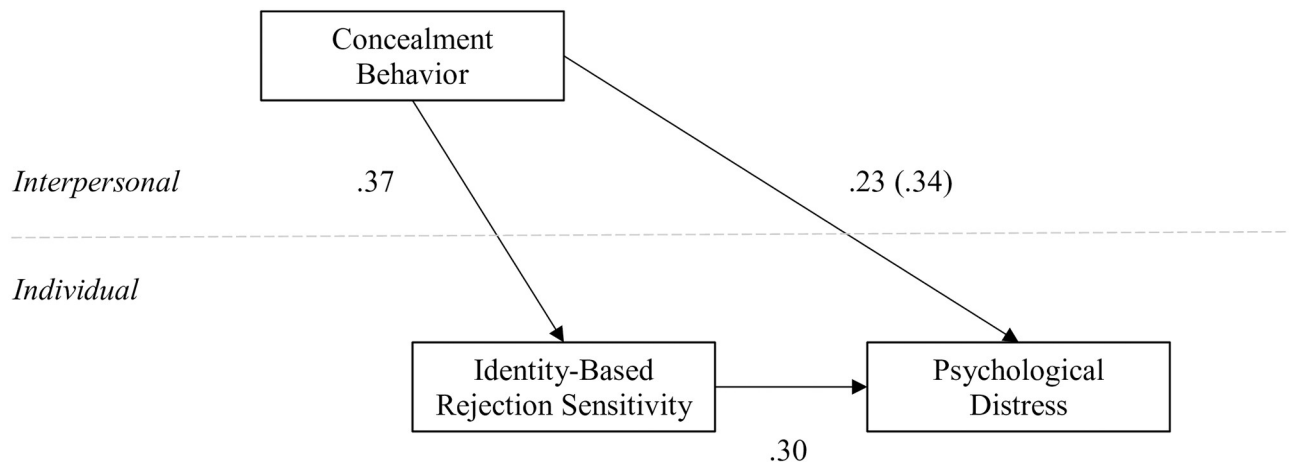 Concealment
Behavior
Interpersonal
.37
.23 (.34)
Individual
Identity-Based
Rejection Sensitivity
Psychological
Distress
.30